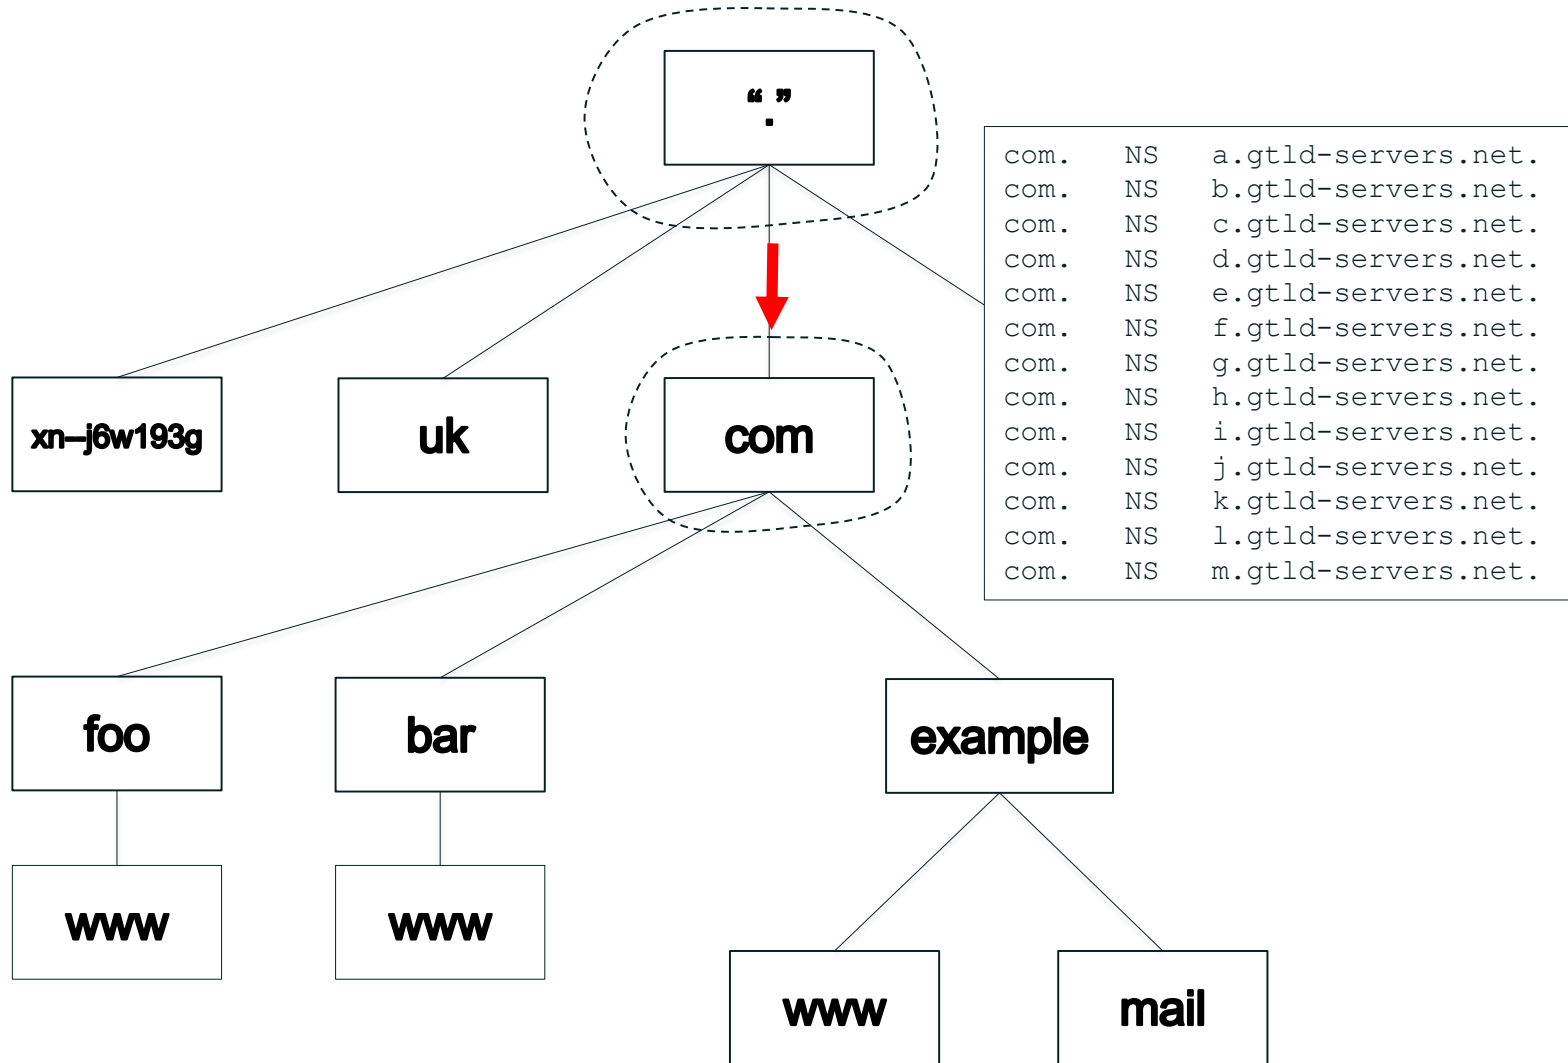 “.”
com. NS a.gtld-servers.net.
com. NS b.gtld-servers.net.
com. NS c.gtld-servers.net.
com. NS d.gtld-servers.net.
com. NS e.gtld-servers.net.
com. NS f.gtld-servers.net.
com. NS g.gtld-servers.net.
com. NS h.gtld-servers.net.
com. NS i.gtld-servers.net.
com. NS j.gtld-servers.net.
com. NS k.gtld-servers.net.
com. NS l.gtld-servers.net.
com. NS m.gtld-servers.net.
xn--j6w193g
uk
com
foo
bar
example
www
www
www
mail